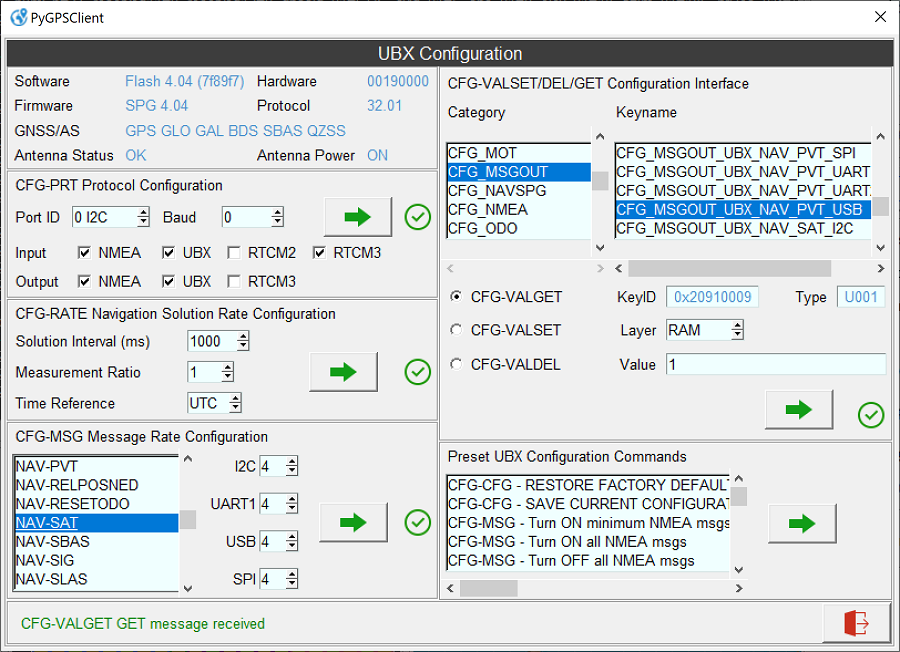 PyGPSClient
UBX Configuration
Software Flash 4.04 (7f89f7) Hardware 00190000
Firmware SPG 4.04 Protocol 32.01
GNSS/AS GPS GLO GAL BDS SBAS QZSS
Antenna Status OK Antenna Power ON
CFG-PRT Protocol Configuration
Port ID 0 I2C Baud 0
Input NMEA UBX RTCM2 RTCM3
Output NMEA UBX RTCM3
CFG-RATE Navigation Solution Rate Configuration
Solution Interval (ms) 1000
Measurement Ratio 1
Time Reference UTC
CFG-MSG Message Rate Configuration
NAV-PVT
NAV-RELPOSNED
NAV-RESETODO
NAV-SAT
NAV-SBAS
NAV-SIG
NAV-SLAS
I2C 4
UART1 4
USB 4
SPI 4
CFG-VALSET/DEL/GET Configuration Interface
Category Keyname
CFG_MOT
CFG_MSGOUT
CFG_NAVSPG
CFG_NMEA
CFG_ODO
CFG_MSGOUT_UBX_NAV_PVT_SPI
CFG_MSGOUT_UBX_NAV_PVT_UART
CFG_MSGOUT_UBX_NAV_PVT_UART
CFG_MSGOUT_UBX_NAV_PVT_USB
CFG_MSGOUT_UBX_NAV_SAT_I2C
CFG-VALGET KeyID 0x20910009 Type U001
CFG-VALSET Layer RAM
CFG-VALDEL Value 1
Preset UBX Configuration Commands
CFG-CFG - RESTORE FACTORY DEFAUL
CFG-CFG - SAVE CURRENT CONFIGURA
CFG-MSG - Turn ON minimum NMEA msgs
CFG-MSG - Turn ON all NMEA msgs
CFG-MSG - Turn OFF all NMEA msgs
CFG-VALGET GET message received